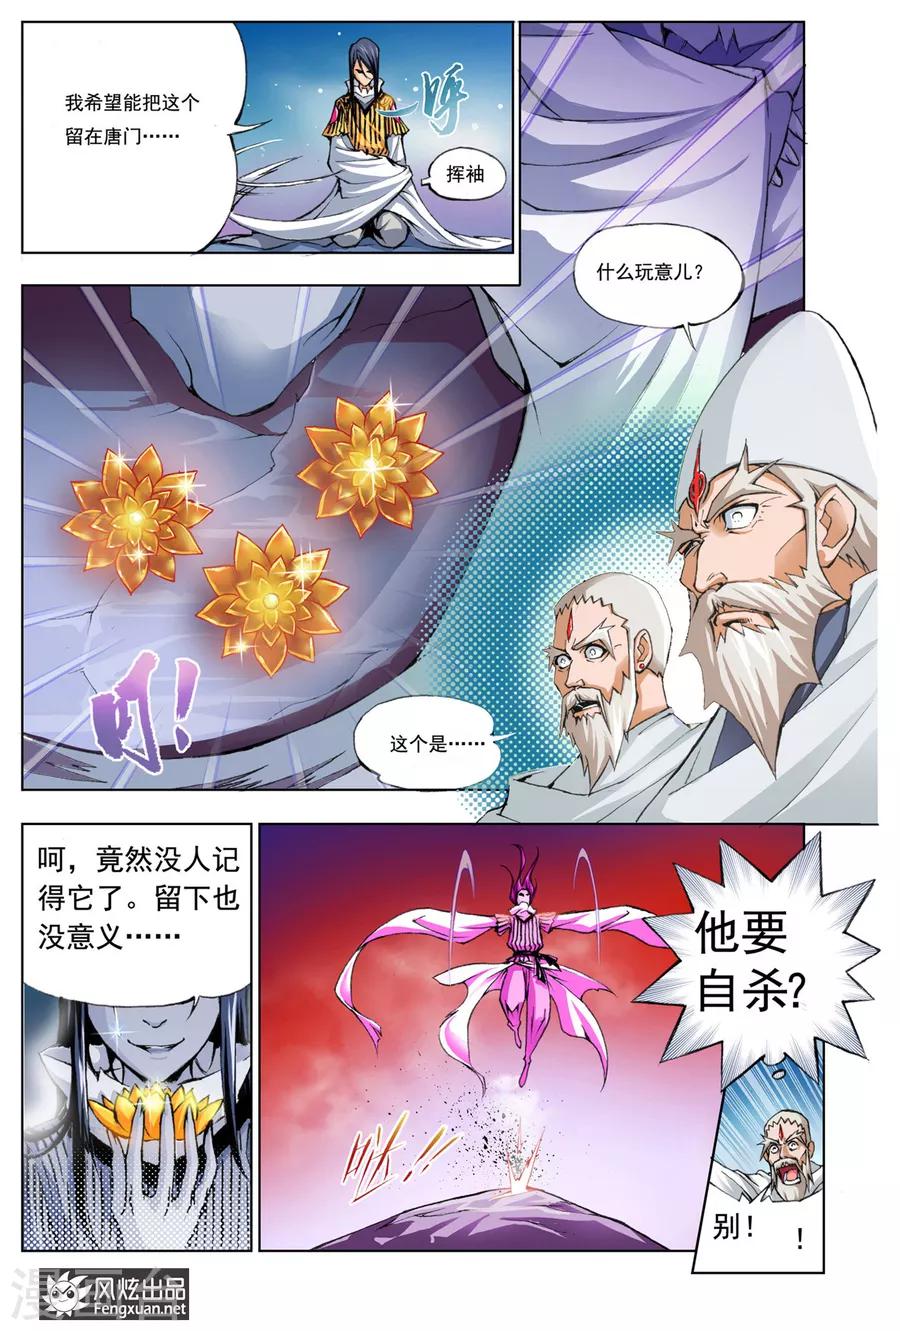 我希望能把这个
留在唐门……
挥袖
什么玩意儿?
叮!
这个是……
呵，竟然没人记
得它了。留下也
没意义……
哒!!
他要
自杀?
别!
!
风炫出品
Fengxuan.net